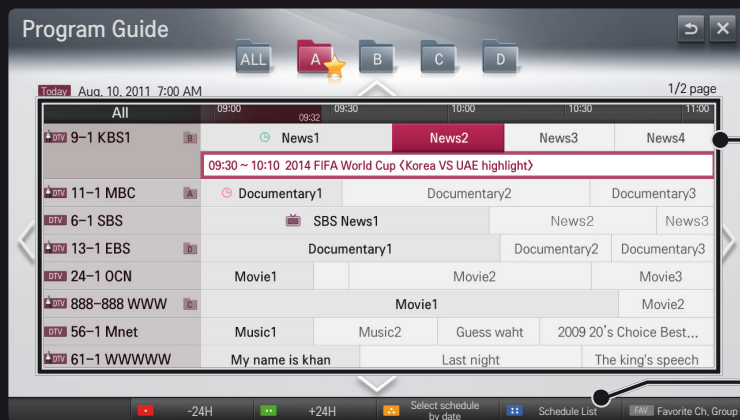 Program Guide
ALL A B C D
Today Aug. 10, 2011 7:00 AM 1/2 page
All 09:00 09:32 09:30 10:00 10:30 11:00
DTV 9-1 KBS1 B News1 News2 News3 News4
09:30 ~ 10:10 2014 FIFA World Cup <Korea VS UAE highlight>
DTV 11-1 MBC A Documentary1 Documentary2 Documentary3
DTV 6-1 SBS SBS News1 News2 News3
DTV 13-1 EBS D Documentary1 Documentary2 Documentary3
DTV 24-1 OCN Movie1 Movie2 Movie3
DTV 888-888 WWW C Movie1 Movie2
DTV 56-1 Mnet Music1 Music2 Guess waht 2009 20's Choice Best...
DTV 61-1 WWWWW My name is khan Last night The king's speech
-24H +24H Select schedule by date Schedule List FAV Favorite Ch, Group